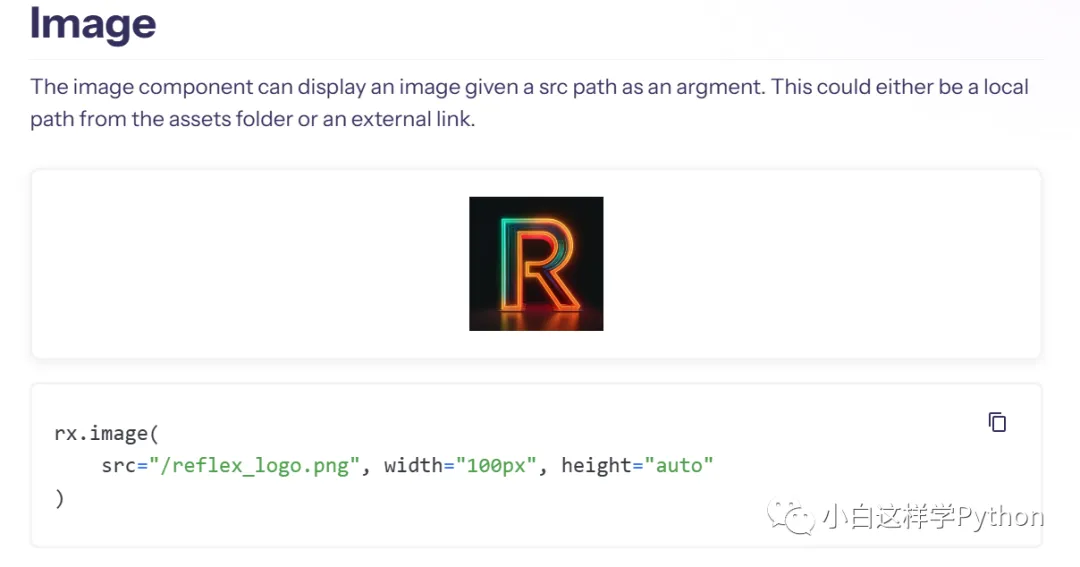 Image
The image component can display an image given a src path as an argment. This could either be a local
path from the assets folder or an external link.
R
rx.image(
    src="/reflex_logo.png", width="100px", height="auto"
)
小白这样学Python